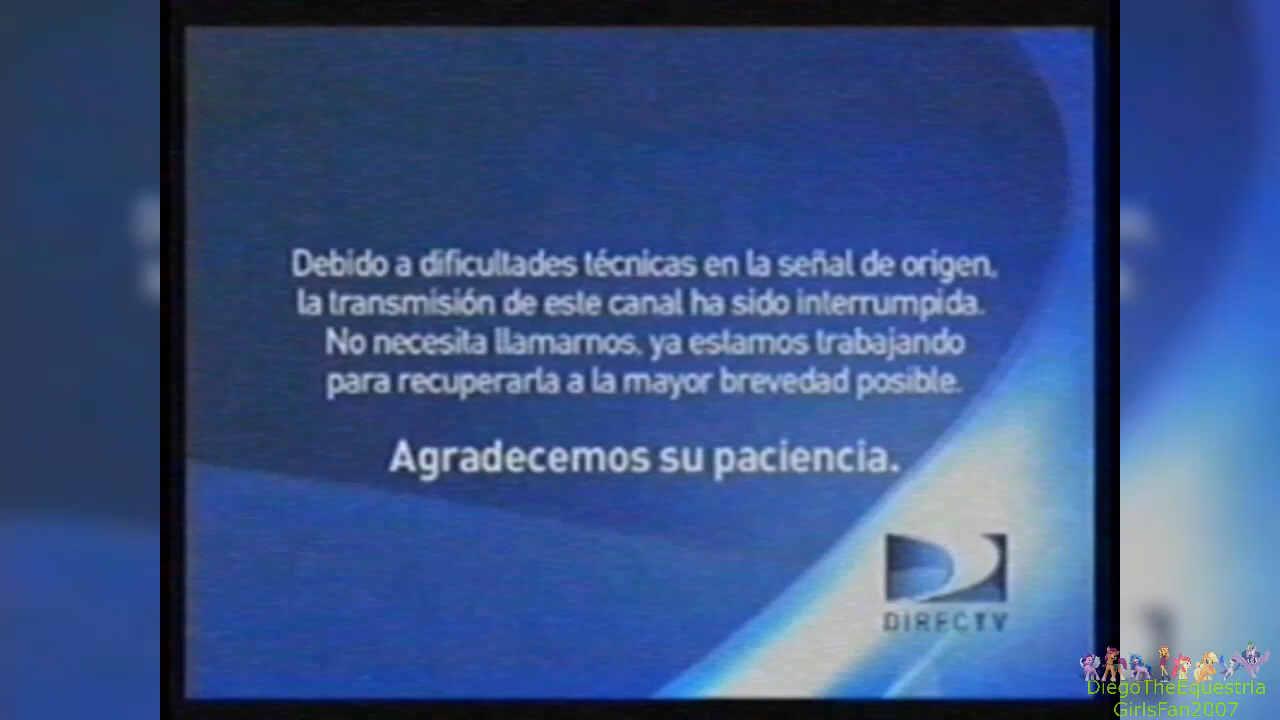 Debido a dificultades técnicas en la señal de origen,
la transmisión de este canal ha sido interrumpida.
No necesita llamarnos, ya estamos trabajando
para recuperarla a la mayor brevedad posible.
Agradecemos su paciencia.
DIRECTV
DiegoTheEquestria
GirlsFan2007